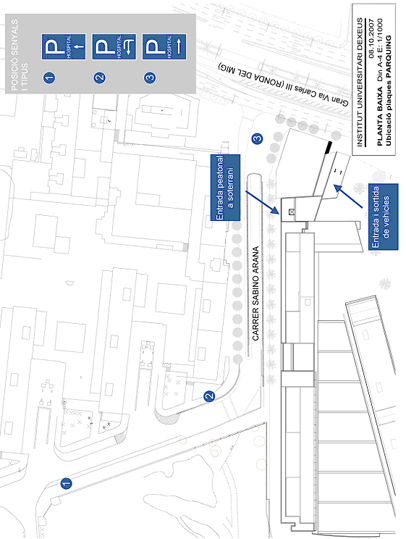 POSICIÓ SENYALS
I TIPUS
P
HOSPITAL
1
P
HOSPITAL
2
P
HOSPITAL
3
INSTITUT UNIVERSITARI DEXEUS
08.10.2007
PLANTA BAIXA Din A-4 E: 1/1000
Ubicació plaques PARQUING
Gran Via Carles III (RONDA DEL MIG)
3
Entrada peatonal
a soterrani
Entrada i sortida
de vehicles
CARRER SABINO ARANA
2
1